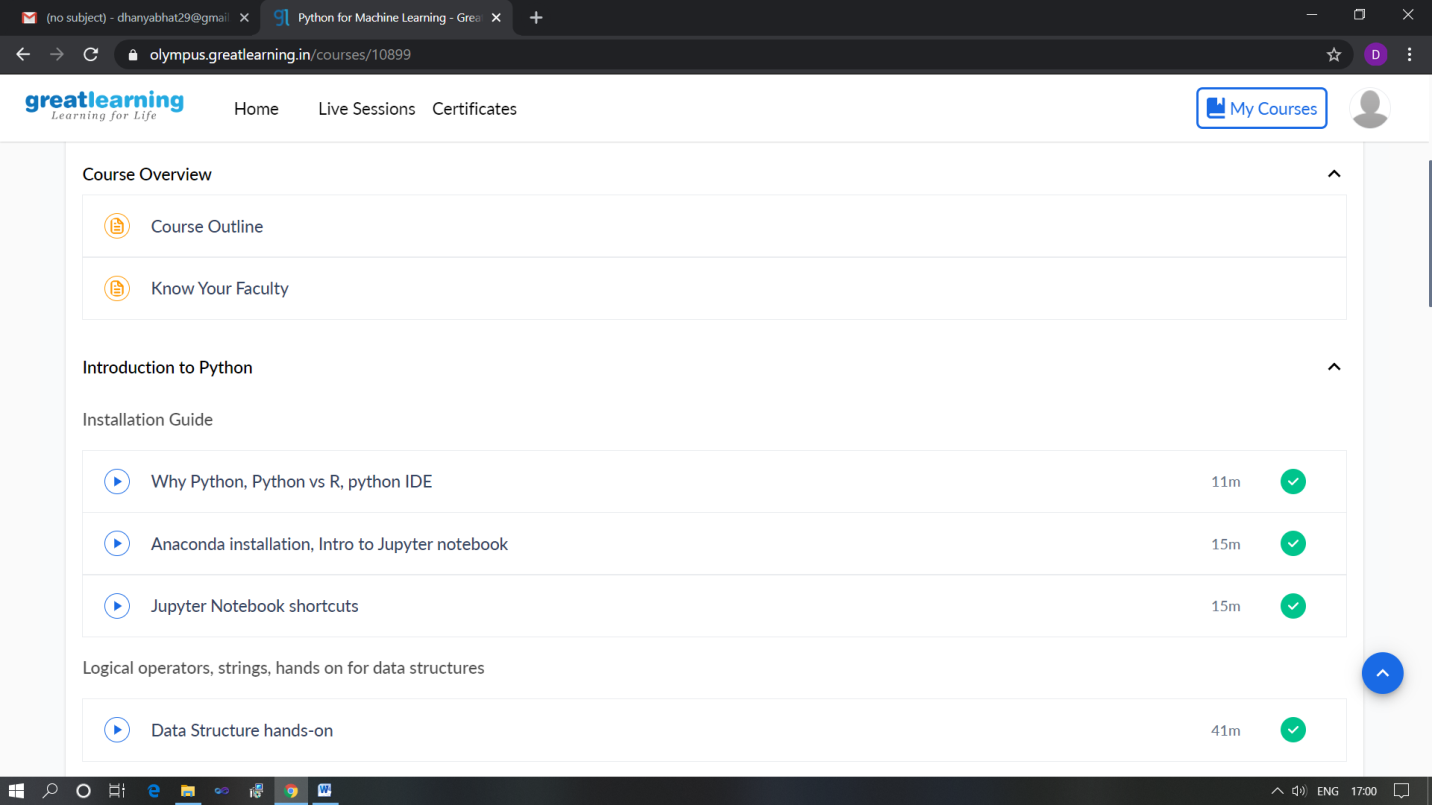 (no subject) - dhanyabhat29@gmail
Python for Machine Learning - Grea
olympus.greatlearning.in/courses/10899
D
greatlearning
Learning for Life
Home Live Sessions Certificates
My Courses
Course Overview
Course Outline
Know Your Faculty
Introduction to Python
Installation Guide
Why Python, Python vs R, python IDE 11m
Anaconda installation, Intro to Jupyter notebook 15m
Jupyter Notebook shortcuts 15m
Logical operators, strings, hands on for data structures
Data Structure hands-on 41m
ENG 17:00